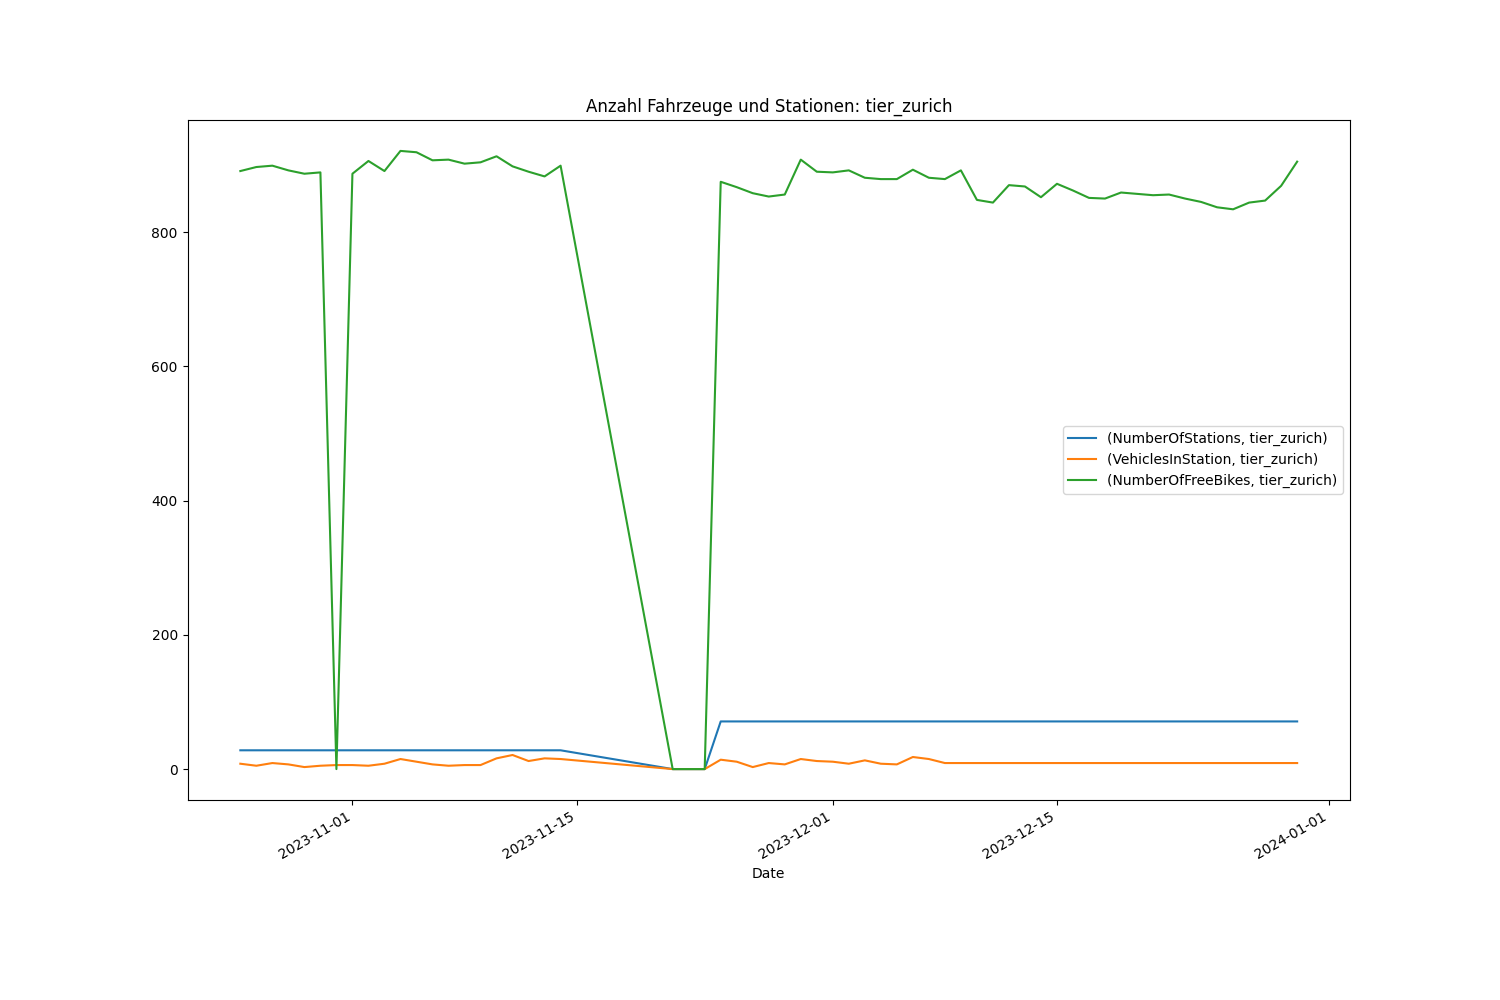 Anzahl Fahrzeuge und Stationen: tier_zurich
800
600
400
200
0
(NumberOfStations, tier_zurich)
(VehiclesInStation, tier_zurich)
(NumberOfFreeBikes, tier_zurich)
2023-11-01
2023-11-15
2023-12-01
2023-12-15
2024-01-01
Date